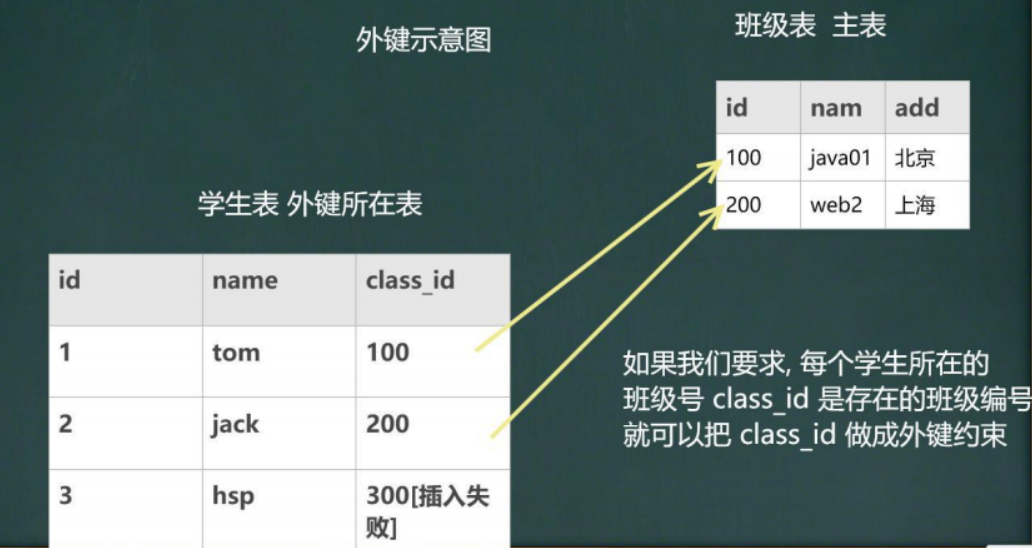 外键示意图
班级表 主表
id nam add
100 java01 北京
200 web2 上海
学生表 外键所在表
id name class_id
1 tom 100
2 jack 200
3 hsp 300[插入失
败]
如果我们要求, 每个学生所在的
班级号 class_id 是存在的班级编号
就可以把 class_id 做成外键约束